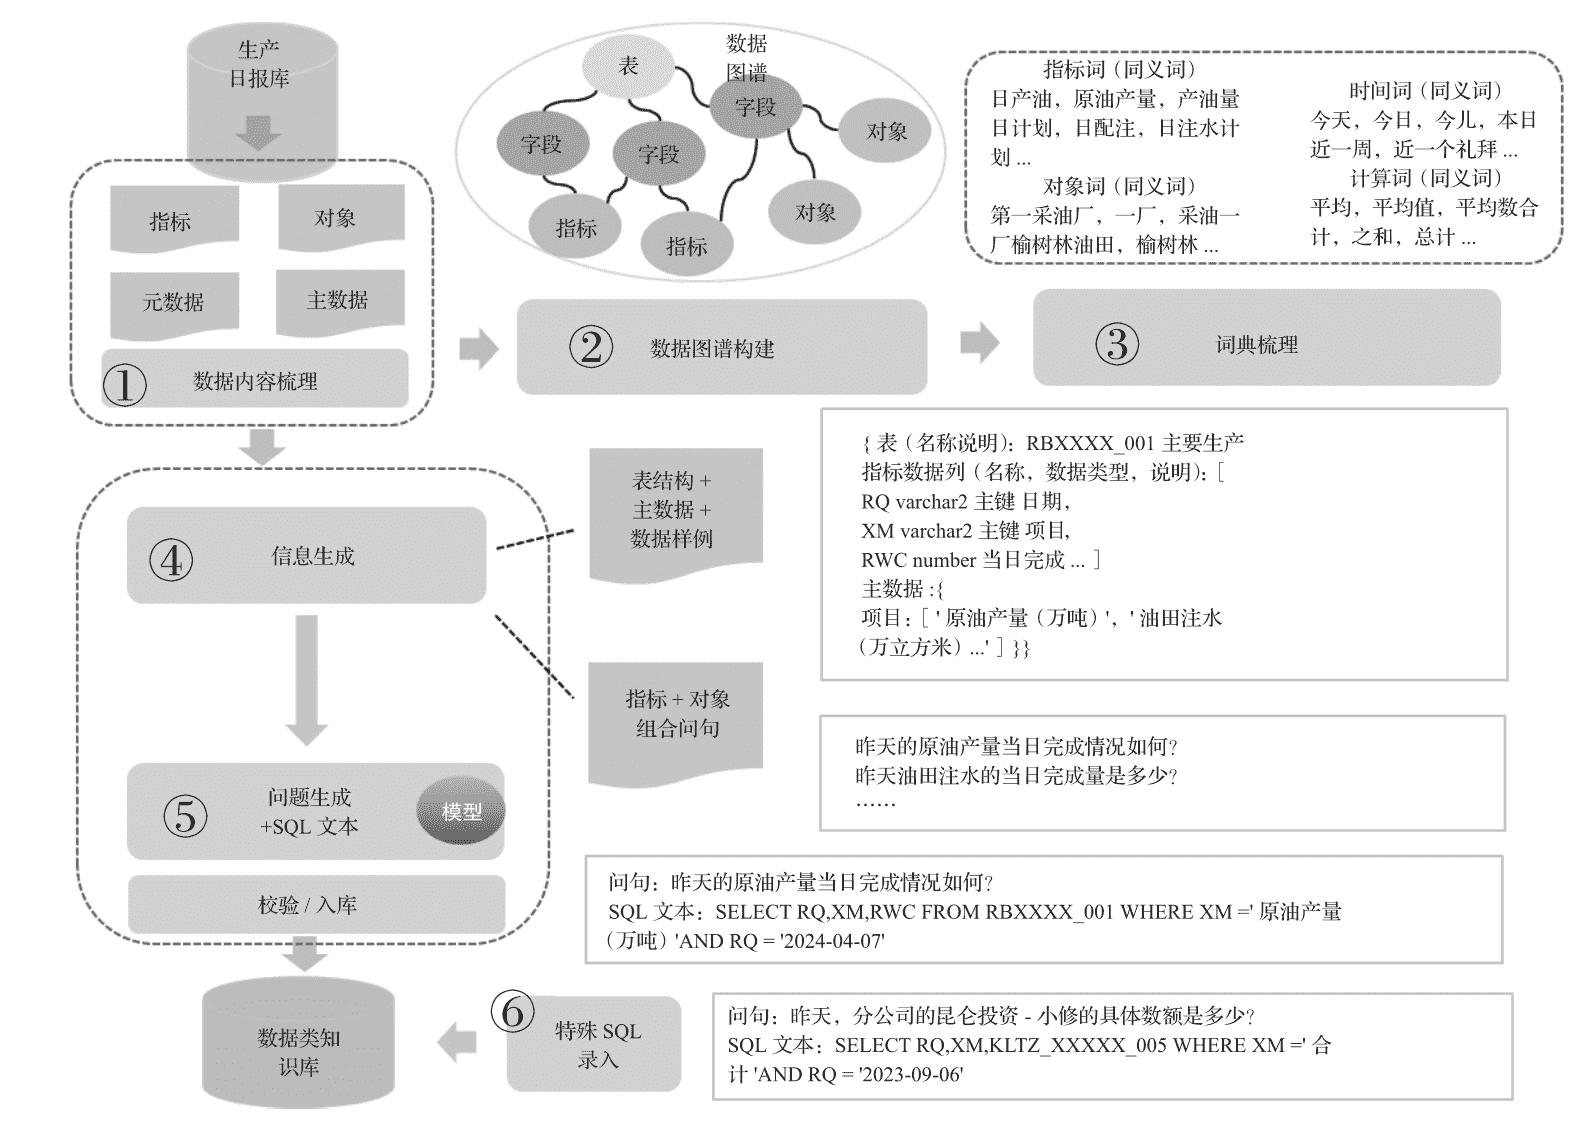 生产
日报库
指标
对象
元数据
主数据
①
数据内容梳理
数据
图谱
表
字段
字段
字段
对象
对象
指标
指标
指标词（同义词）
日产油，原油产量，产油量
日计划，日配注，日注水计
划 ...
对象词（同义词）
第一采油厂，一厂，采油一
厂榆树林油田，榆树林 ...
时间词（同义词）
今天，今日，今儿，本日
近一周，近一个礼拜 ...
计算词（同义词）
平均，平均值，平均数合
计，之和，总计 ...
②
数据图谱构建
③
词典梳理
④
信息生成
表结构 +
主数据 +
数据样例
{ 表（名称说明）：RBXXXX_001 主要生产
指标数据列（名称，数据类型，说明）：［
RQ varchar2 主键 日期，
XM varchar2 主键 项目，
RWC number 当日完成 ... ］
主数据 :{
项目：［ ' 原油产量（万吨）'，' 油田注水
（万立方米）...' ］}}
指标 + 对象
组合问句
昨天的原油产量当日完成情况如何？
昨天油田注水的当日完成量是多少？
……
⑤
问题生成
+SQL 文本
模型
校验 / 入库
问句：昨天的原油产量当日完成情况如何？
SQL 文本：SELECT RQ,XM,RWC FROM RBXXXX_001 WHERE XM =' 原油产量
（万吨）'AND RQ = '2024-04-07'
数据类知
识库
⑥
特殊 SQL
录入
问句：昨天，分公司的昆仑投资 - 小修的具体数额是多少？
SQL 文本：SELECT RQ,XM,KLTZ_XXXXX_005 WHERE XM =' 合
计 'AND RQ = '2023-09-06'